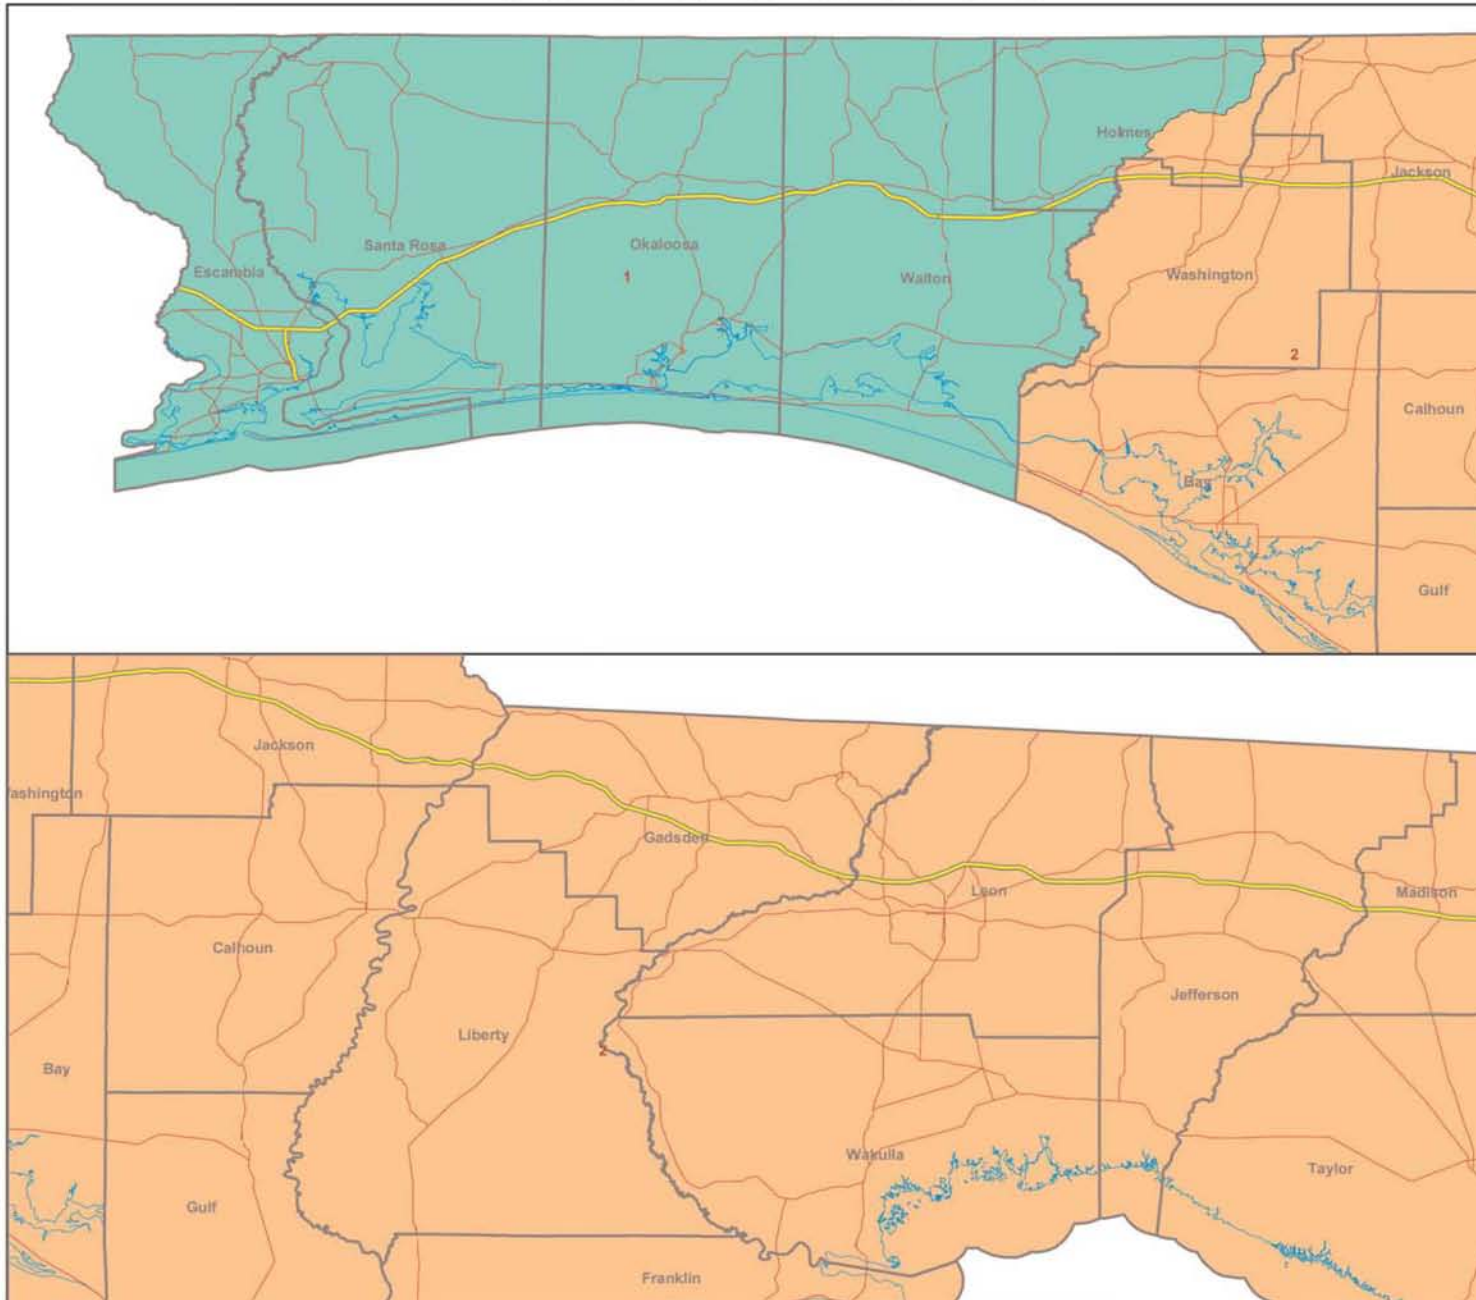 Holmes
Jackson
Santa Rosa
Okaloosa
Escambia
1
Walton
Washington
2
Calhoun
Bay
Gulf
Jackson
ashington
Gadsden
Leon
Madison
Calhoun
Jefferson
Liberty
2
Bay
Wakulla
Taylor
Gulf
Franklin